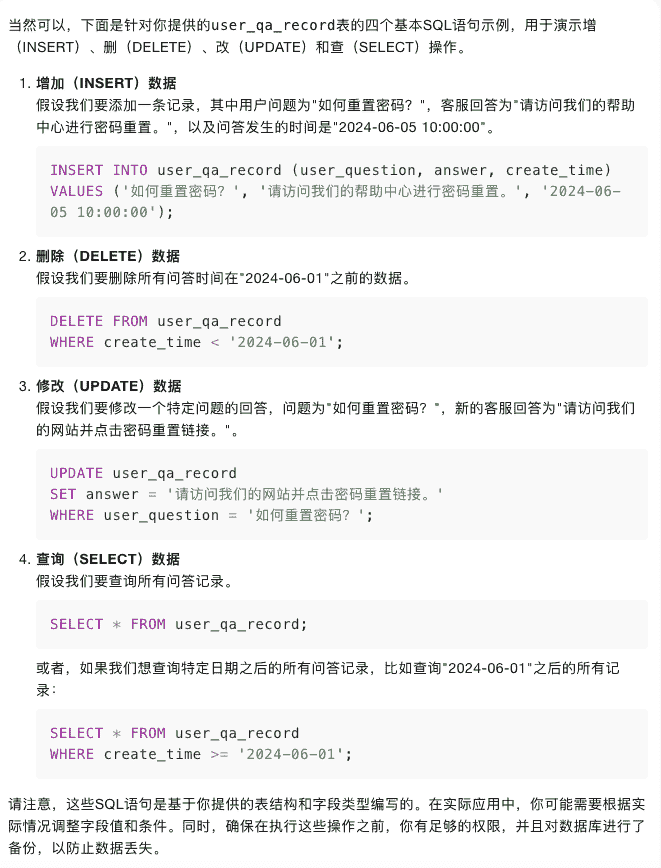 当然可以，下面是针对你提供的user_qa_record表的四个基本SQL语句示例，用于演示增
（INSERT）、删（DELETE）、改（UPDATE）和查（SELECT）操作。
1. 增加（INSERT）数据
假设我们要添加一条记录，其中用户问题为"如何重置密码？"，客服回答为"请访问我们的帮助
中心进行密码重置。"，以及问答发生的时间是"2024-06-05 10:00:00"。
INSERT INTO user_qa_record (user_question, answer, create_time)
VALUES ('如何重置密码？', '请访问我们的帮助中心进行密码重置。', '2024-06-
05 10:00:00');
2. 删除（DELETE）数据
假设我们要删除所有问答时间在"2024-06-01"之前的数据。
DELETE FROM user_qa_record
WHERE create_time < '2024-06-01';
3. 修改（UPDATE）数据
假设我们要修改一个特定问题的回答，问题为"如何重置密码？"，新的客服回答为"请访问我们
的网站并点击密码重置链接。"。
UPDATE user_qa_record
SET answer = '请访问我们的网站并点击密码重置链接。'
WHERE user_question = '如何重置密码？';
4. 查询（SELECT）数据
假设我们要查询所有问答记录。
SELECT * FROM user_qa_record;
或者，如果我们想查询特定日期之后的所有问答记录，比如查询"2024-06-01"之后的所有记
录：
SELECT * FROM user_qa_record
WHERE create_time >= '2024-06-01';
请注意，这些SQL语句是基于你提供的表结构和字段类型编写的。在实际应用中，你可能需要根据实
际情况调整字段值和条件。同时，确保在执行这些操作之前，你有足够的权限，并且对数据库进行了
备份，以防止数据丢失。